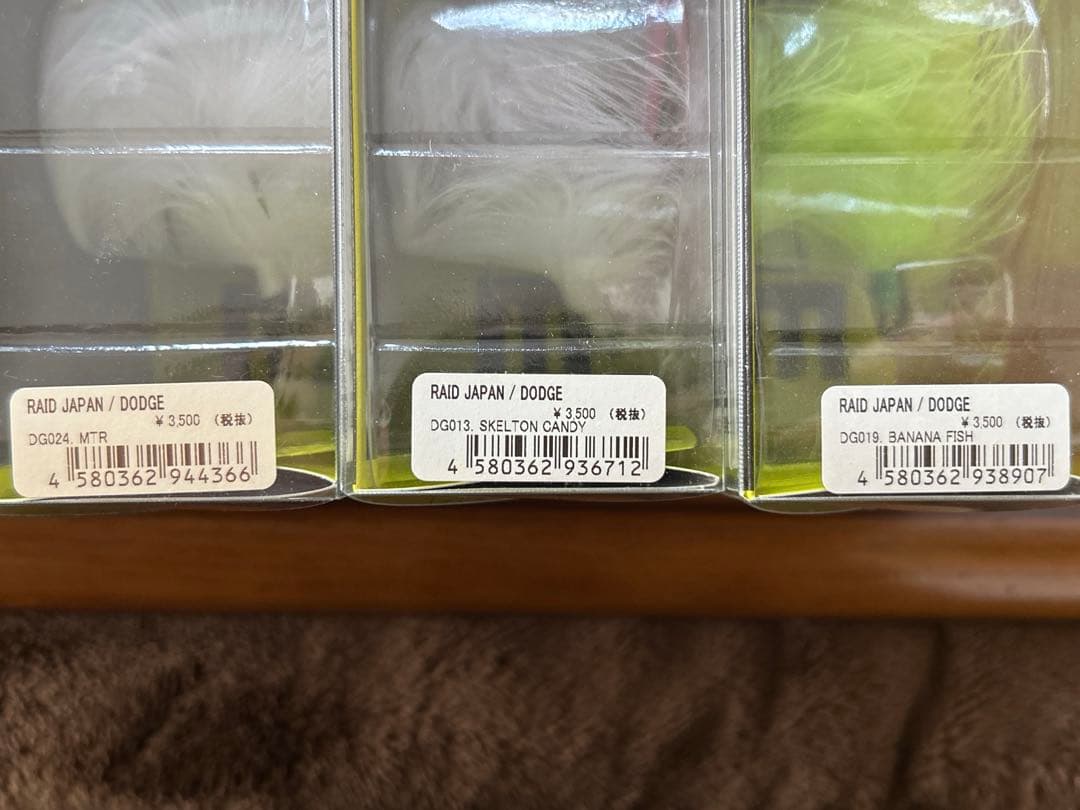 RAID JAPAN / DODGE
¥ 3,500 (税抜)
DG024. MTR
4 580362 944366
RAID JAPAN / DODGE
¥ 3,500 (税抜)
DG013. SKELTON CANDY
4 580362 936712
RAID JAPAN / DODGE
¥ 3,500 (税抜)
DG019. BANANA FISH
4 580362 938907